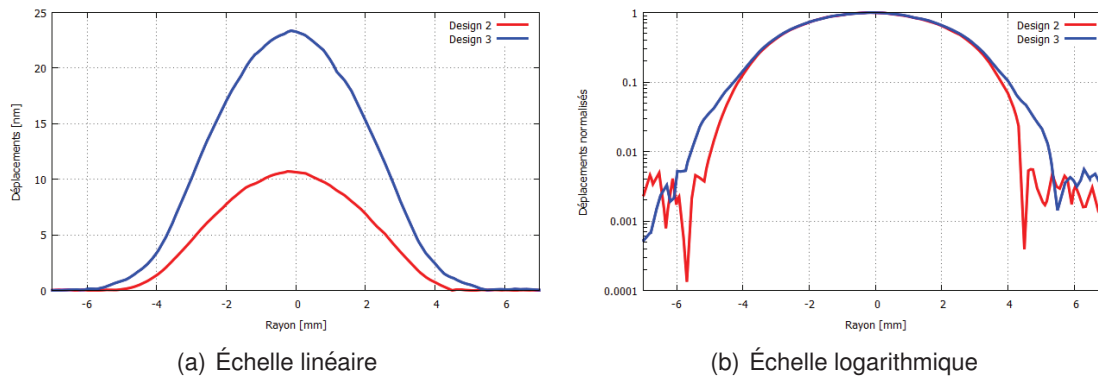 Design 2
Design 3
Déplacements [nm]
25
20
15
10
5
0
-6
-4
-2
0
2
4
6
Rayon [mm]
(a) Échelle linéaire
Design 2
Design 3
Déplacements normalisés
1
0.1
0.01
0.001
0.0001
-6
-4
-2
0
2
4
6
Rayon [mm]
(b) Échelle logarithmique